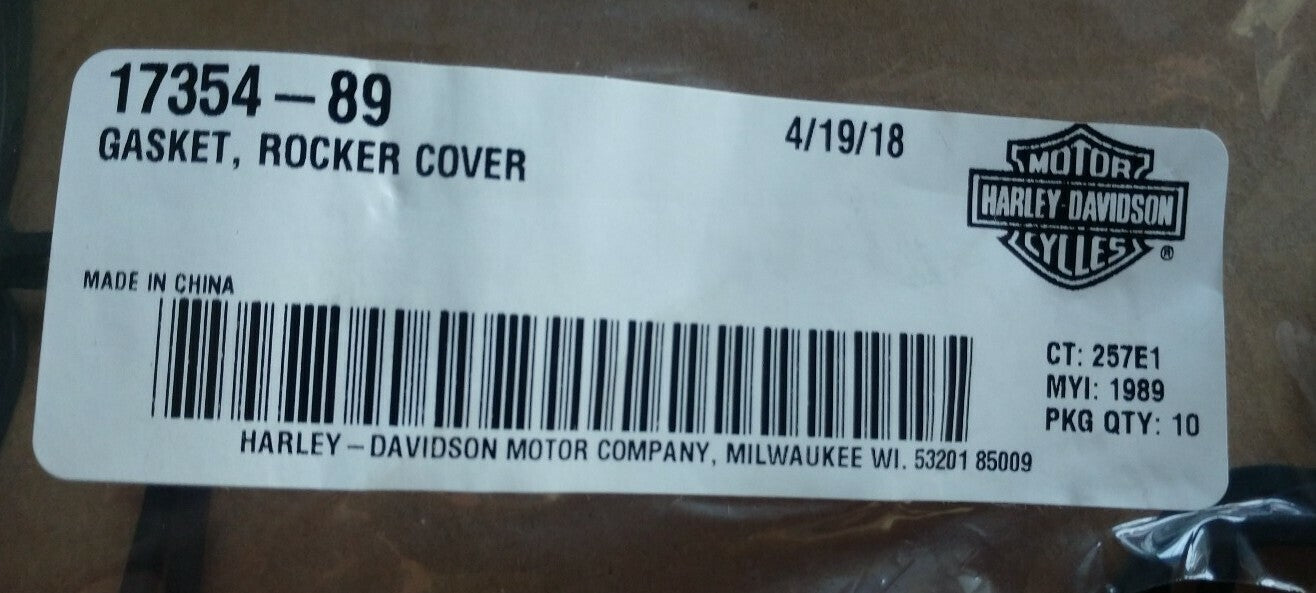 17354-89
GASKET, ROCKER COVER
4/19/18
MOTOR
HARLEY-DAVIDSON
CYCLES
®
MADE IN CHINA
CT: 257E1
MYI: 1989
PKG QTY: 10
HARLEY-DAVIDSON MOTOR COMPANY, MILWAUKEE WI. 53201 85009